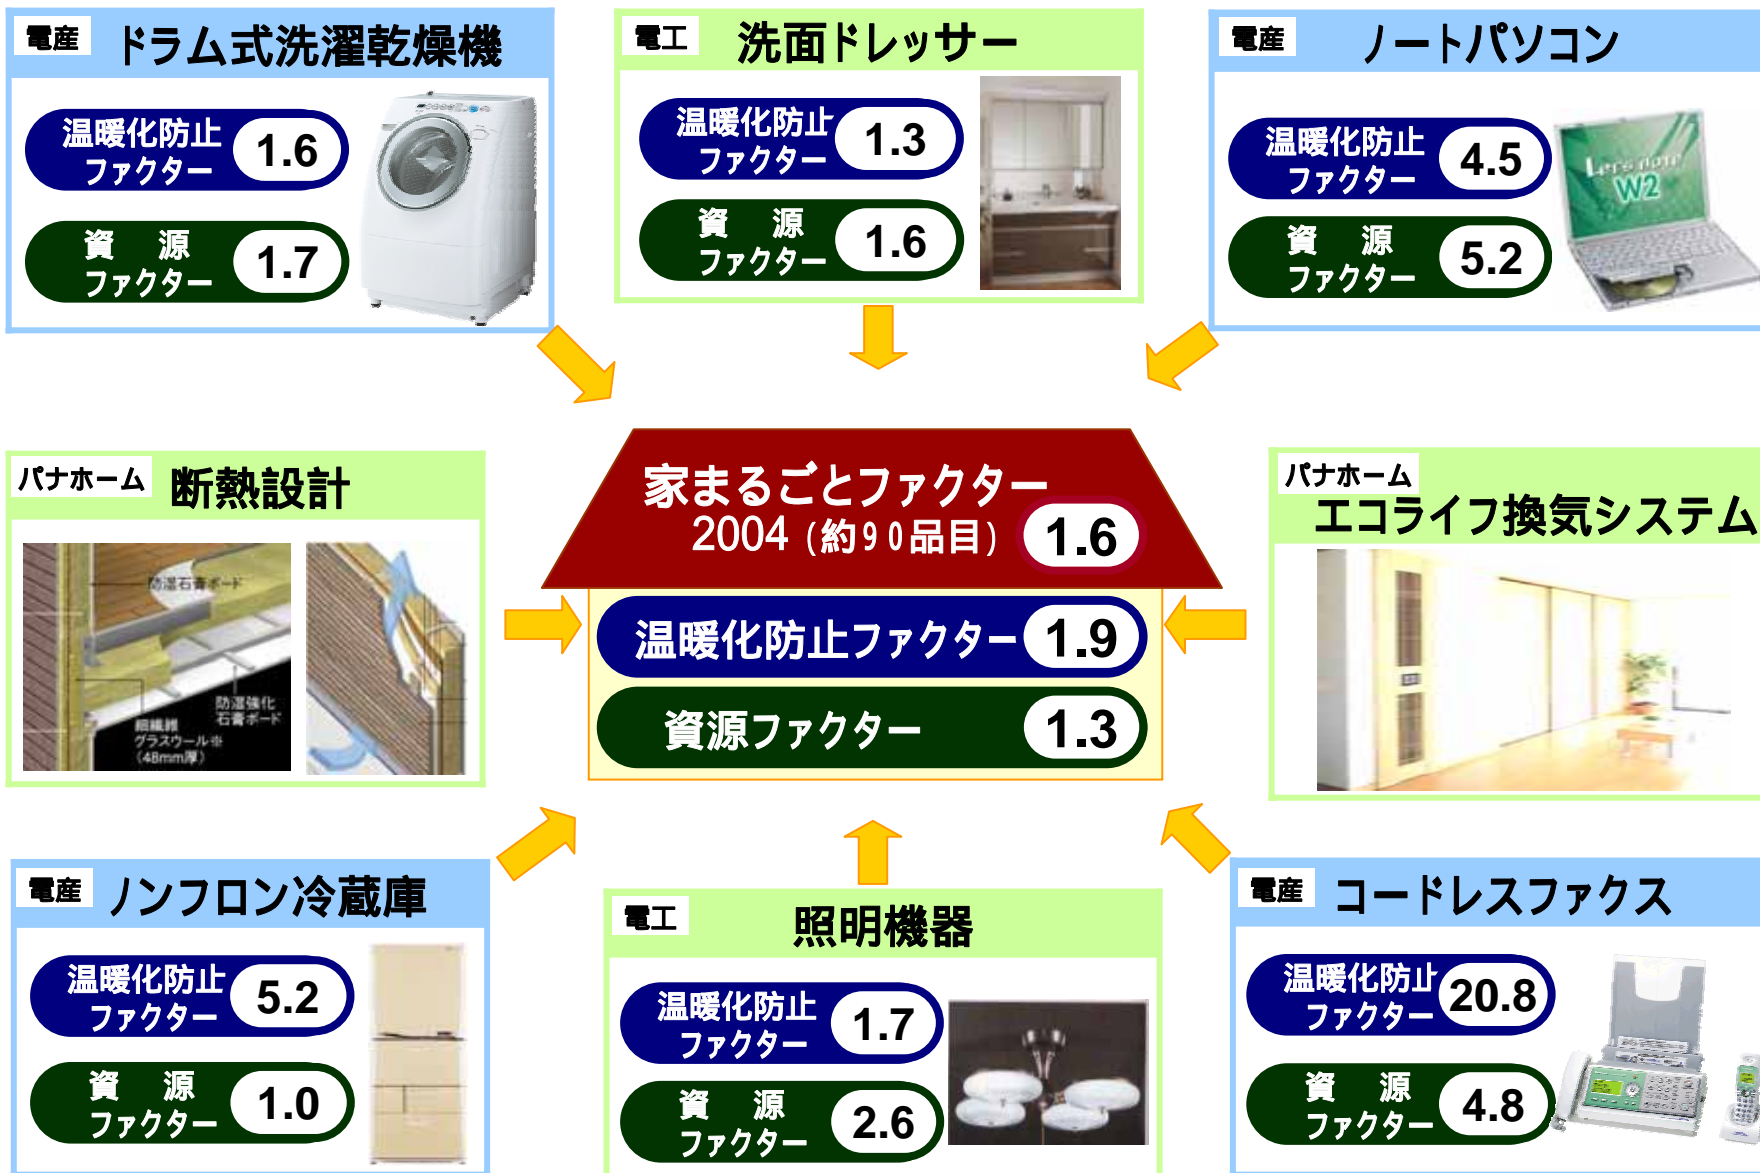 電産 ドラム式洗濯乾燥機
温暖化防止
ファクター 1.6
資 源
ファクター 1.7
電工 洗面ドレッサー
温暖化防止
ファクター 1.3
資 源
ファクター 1.6
電産 ノートパソコン
温暖化防止
ファクター 4.5
資 源
ファクター 5.2
Let's note
W2
パナホーム 断熱設計
防湿石膏ボード
防湿強化
石膏ボード
細繊維
グラスウール※
(48mm厚)
家まるごとファクター
2004 (約90品目) 1.6
温暖化防止ファクター 1.9
資源ファクター 1.3
パナホーム
エコライフ換気システム
電産 ノンフロン冷蔵庫
温暖化防止
ファクター 5.2
資 源
ファクター 1.0
電工 照明機器
温暖化防止
ファクター 1.7
資 源
ファクター 2.6
電産 コードレスファクス
温暖化防止
ファクター 20.8
資 源
ファクター 4.8